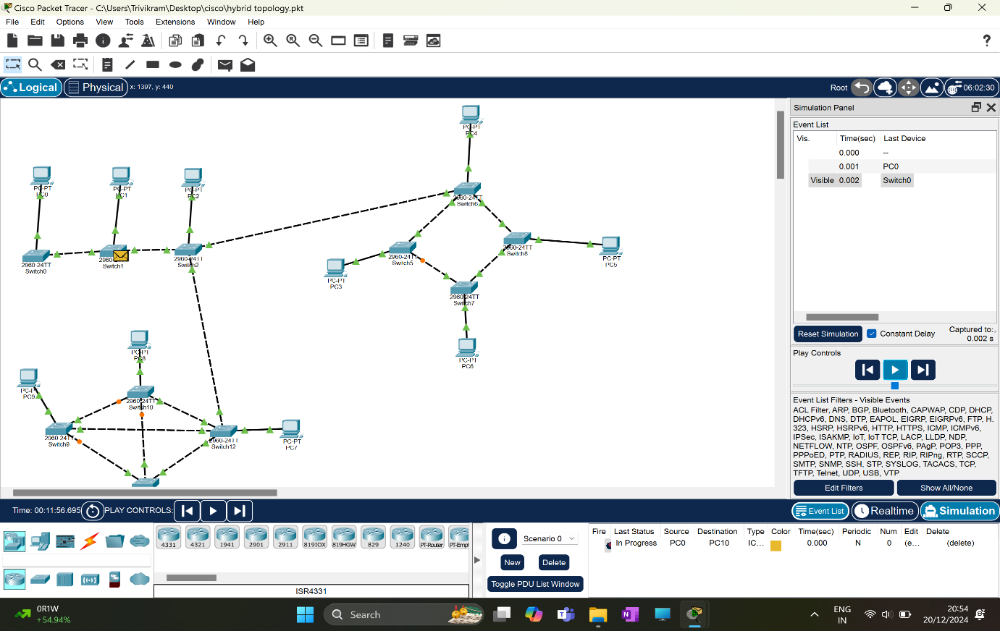 Cisco Packet Tracer - C:\Users\Trivikram\Desktop\cisco\hybrid topology.pkt
File Edit Options View Tools Extensions Window Help
Logical Physical x: 1397, y: 440 Root 06:02:30
Simulation Panel
Event List
Vis. Time(sec) Last Device
0.000 --
0.001 PC0
Visible 0.002 Switch0
Reset Simulation Constant Delay Captured to:
0.002 s
Play Controls
Event List Filters - Visible Events
ACL Filter, ARP, BGP, Bluetooth, CAPWAP, CDP, DHCP,
DHCPv6, DNS, DTP, EAPOL, EIGRP, EIGRPv6, FTP, H.
323, HSRP, HSRPv6, HTTP, HTTPS, ICMP, ICMPv6,
IPSec, ISAKMP, IoT, IoT TCP, LACP, LLDP, NDP,
NETFLOW, NTP, OSPF, OSPFv6, PAgP, POP3, PPP,
PPPoED, PTP, RADIUS, REP, RIP, RIPng, RTP, SCCP,
SMTP, SNMP, SSH, STP, SYSLOG, TACACS, TCP,
TFTP, Telnet, UDP, USB, VTP
Edit Filters Show All/None
PC-PT
PC4
PC-PT
PC0
PC-PT
PC1
PC-PT
PC2
2960-24TT
Switch6
2960-24TT
Switch0
Switch1
2960-24TT
Switch2
2960-24TT
Switch5
2960-24TT
Switch8
PC-PT
PC5
PC-PT
PC3
2960-24TT
Switch7
PC-PT
PC6
PC-PT
PC8
PC9
2960-24TT
Switch10
2960-24TT
Switch9
2960-24TT
Switch12
PC-PT
PC7
Time: 00:11:56.695 PLAY CONTROLS: Event List Realtime Simulation
4331 4321 1941 2901 2911 819IOX 819HGW 829 1240 PT-Router PT-Empt
ISR4331
Scenario 0
New Delete
Toggle PDU List Window
Fire Last Status Source Destination Type Color Time(sec) Periodic Num Edit Delete
In Progress PC0 PC10 IC... 0.000 N 0 (e... (delete)
0R1W
+54.94%
Search
ENG
IN
20:54
20/12/2024